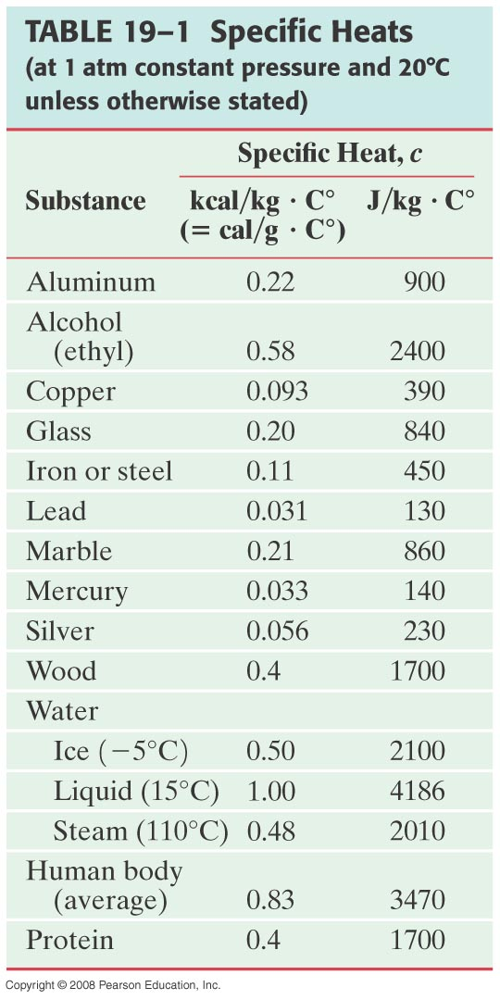 TABLE 19–1 Specific Heats
(at 1 atm constant pressure and 20°C
unless otherwise stated)
Specific Heat, c
Substance kcal/kg · C° J/kg · C°
(= cal/g · C°)
Aluminum 0.22 900
Alcohol
(ethyl) 0.58 2400
Copper 0.093 390
Glass 0.20 840
Iron or steel 0.11 450
Lead 0.031 130
Marble 0.21 860
Mercury 0.033 140
Silver 0.056 230
Wood 0.4 1700
Water
Ice (−5°C) 0.50 2100
Liquid (15°C) 1.00 4186
Steam (110°C) 0.48 2010
Human body
(average) 0.83 3470
Protein 0.4 1700
Copyright © 2008 Pearson Education, Inc.